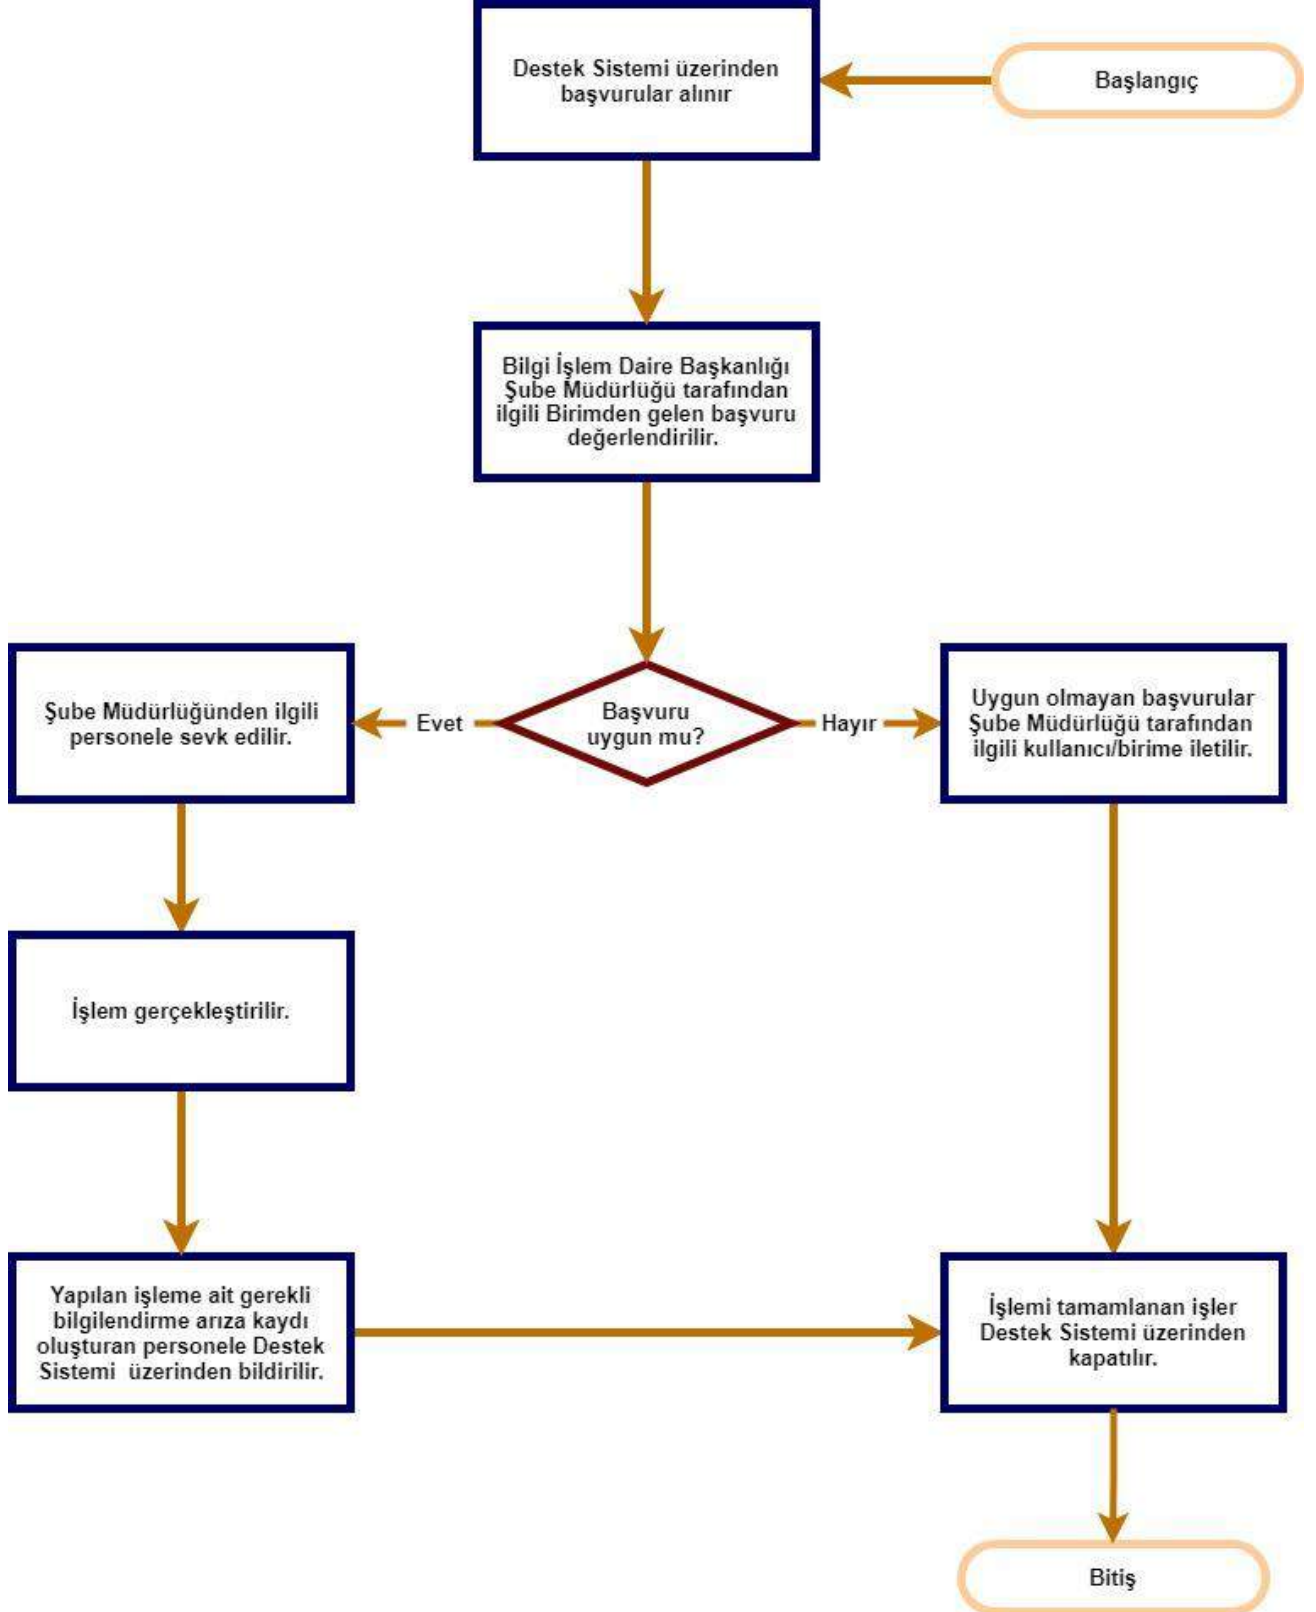 Başlangıç
Destek Sistemi üzerinden
başvurular alınır
Bilgi İşlem Daire Başkanlığı
Şube Müdürlüğü tarafından
ilgili Birimden gelen başvuru
değerlendirilir.
Başvuru
uygun mu?
Evet
Hayır
Şube Müdürlüğünden ilgili
personele sevk edilir.
Uygun olmayan başvurular
Şube Müdürlüğü tarafından
ilgili kullanıcı/birime iletilir.
İşlem gerçekleştirilir.
Yapılan işleme ait gerekli
bilgilendirme arıza kaydı
oluşturan personele Destek
Sistemi  üzerinden bildirilir.
İşlemi tamamlanan işler
Destek Sistemi üzerinden
kapatılır.
Bitiş